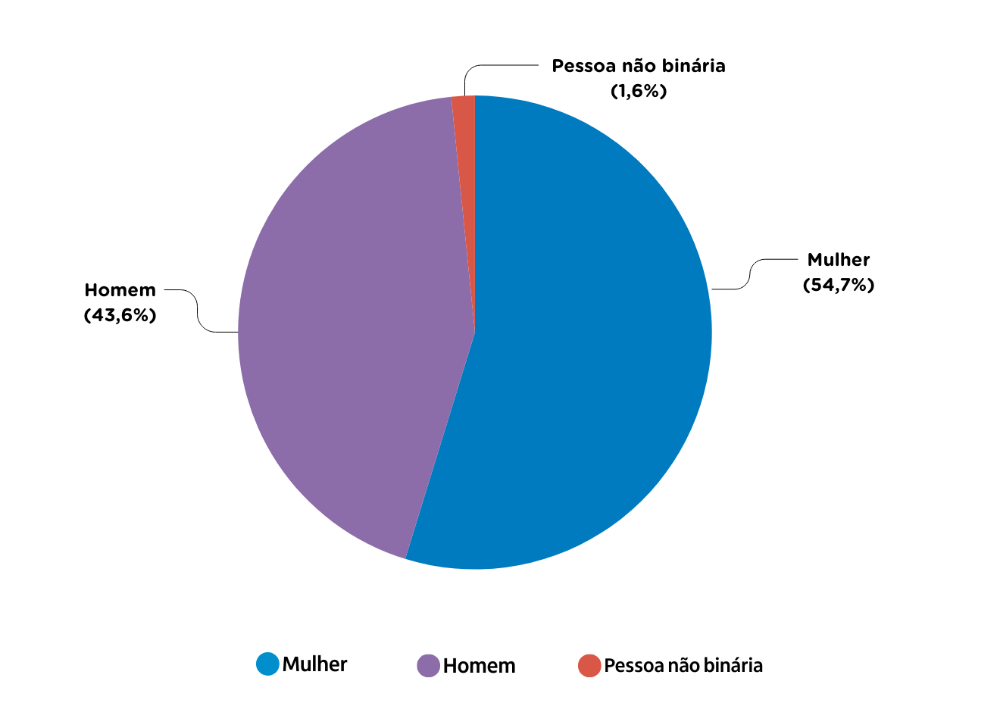 Pessoa não binária
(1,6%)
Mulher
(54,7%)
Homem
(43,6%)
Mulher
Homem
Pessoa não binária